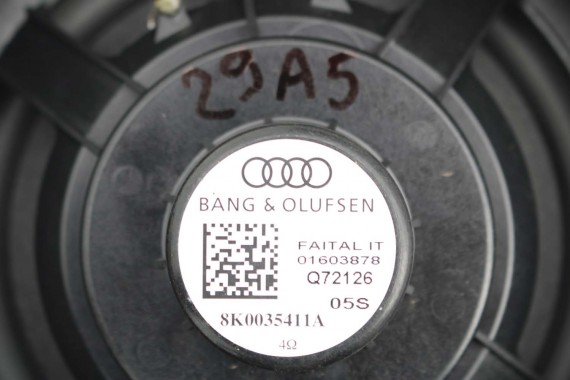 29A5
BANG & OLUFSEN
FAITAL IT
01603878
Q72126
05S
8K0035411A
4Ω